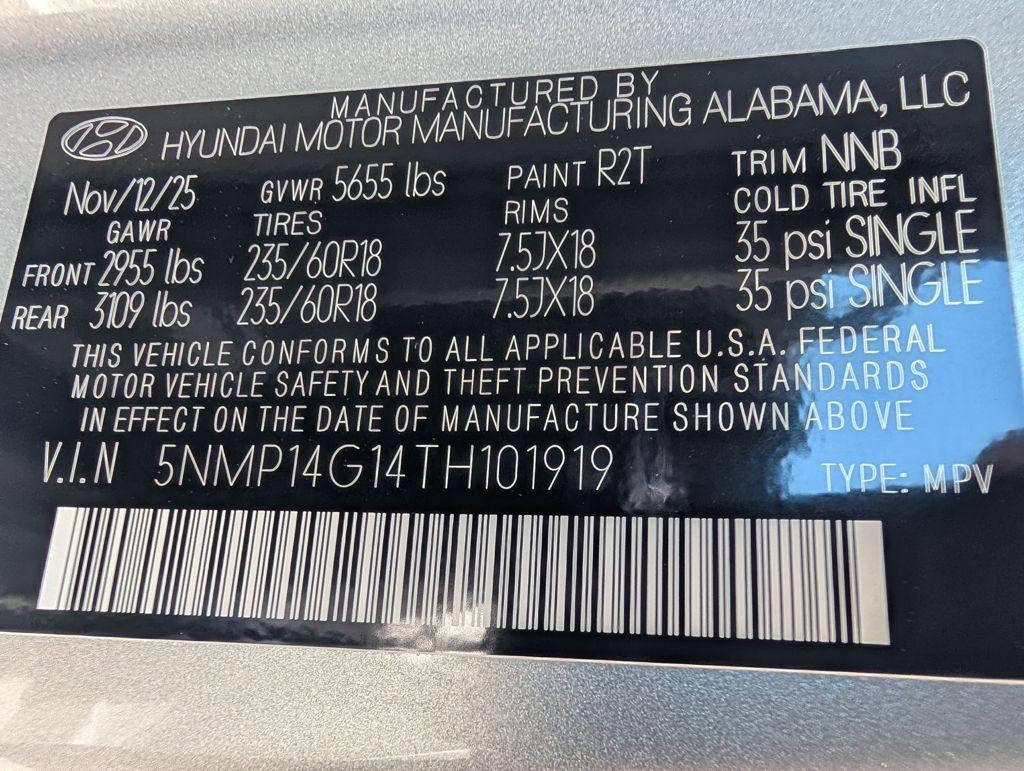 MANUFACTURED BY
HYUNDAI MOTOR MANUFACTURING ALABAMA, LLC
Nov/12/25 GVWR 5655 lbs PAINT R2T TRIM NNB
GAWR TIRES RIMS COLD TIRE INFL
FRONT 2955 lbs 235/60R18 7.5JX18 35 psi SINGLE
REAR 3109 lbs 235/60R18 7.5JX18 35 psi SINGLE
THIS VEHICLE CONFORMS TO ALL APPLICABLE U.S.A. FEDERAL
MOTOR VEHICLE SAFETY AND THEFT PREVENTION STANDARDS
IN EFFECT ON THE DATE OF MANUFACTURE SHOWN ABOVE
V.I.N 5NMP14G14TH101919 TYPE: MPV